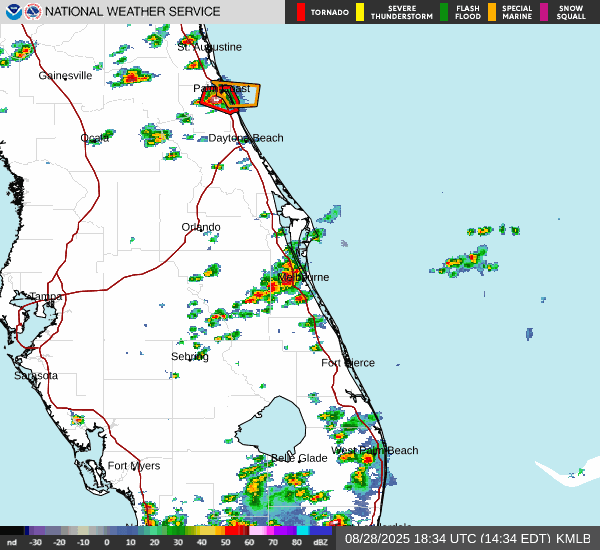 NATIONAL WEATHER SERVICE
TORNADO
SEVERE THUNDERSTORM
FLASH FLOOD
SPECIAL MARINE
SNOW SQUALL
St. Augustine
Gainesville
Palm Coast
Ocala
Daytona Beach
Orlando
Melbourne
Tampa
Sebring
Fort Pierce
Sarasota
West Palm Beach
Belle Glade
Fort Myers
nd -30 -20 -10 0 10 20 30 40 50 60 70 80 dBZ
08/28/2025 18:34 UTC (14:34 EDT) KMLB